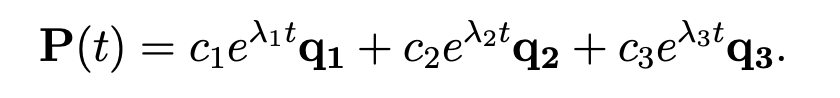 P(t) = c₁e^{λ₁t}q₁ + c₂e^{λ₂t}q₂ + c₃e^{λ₃t}q₃.